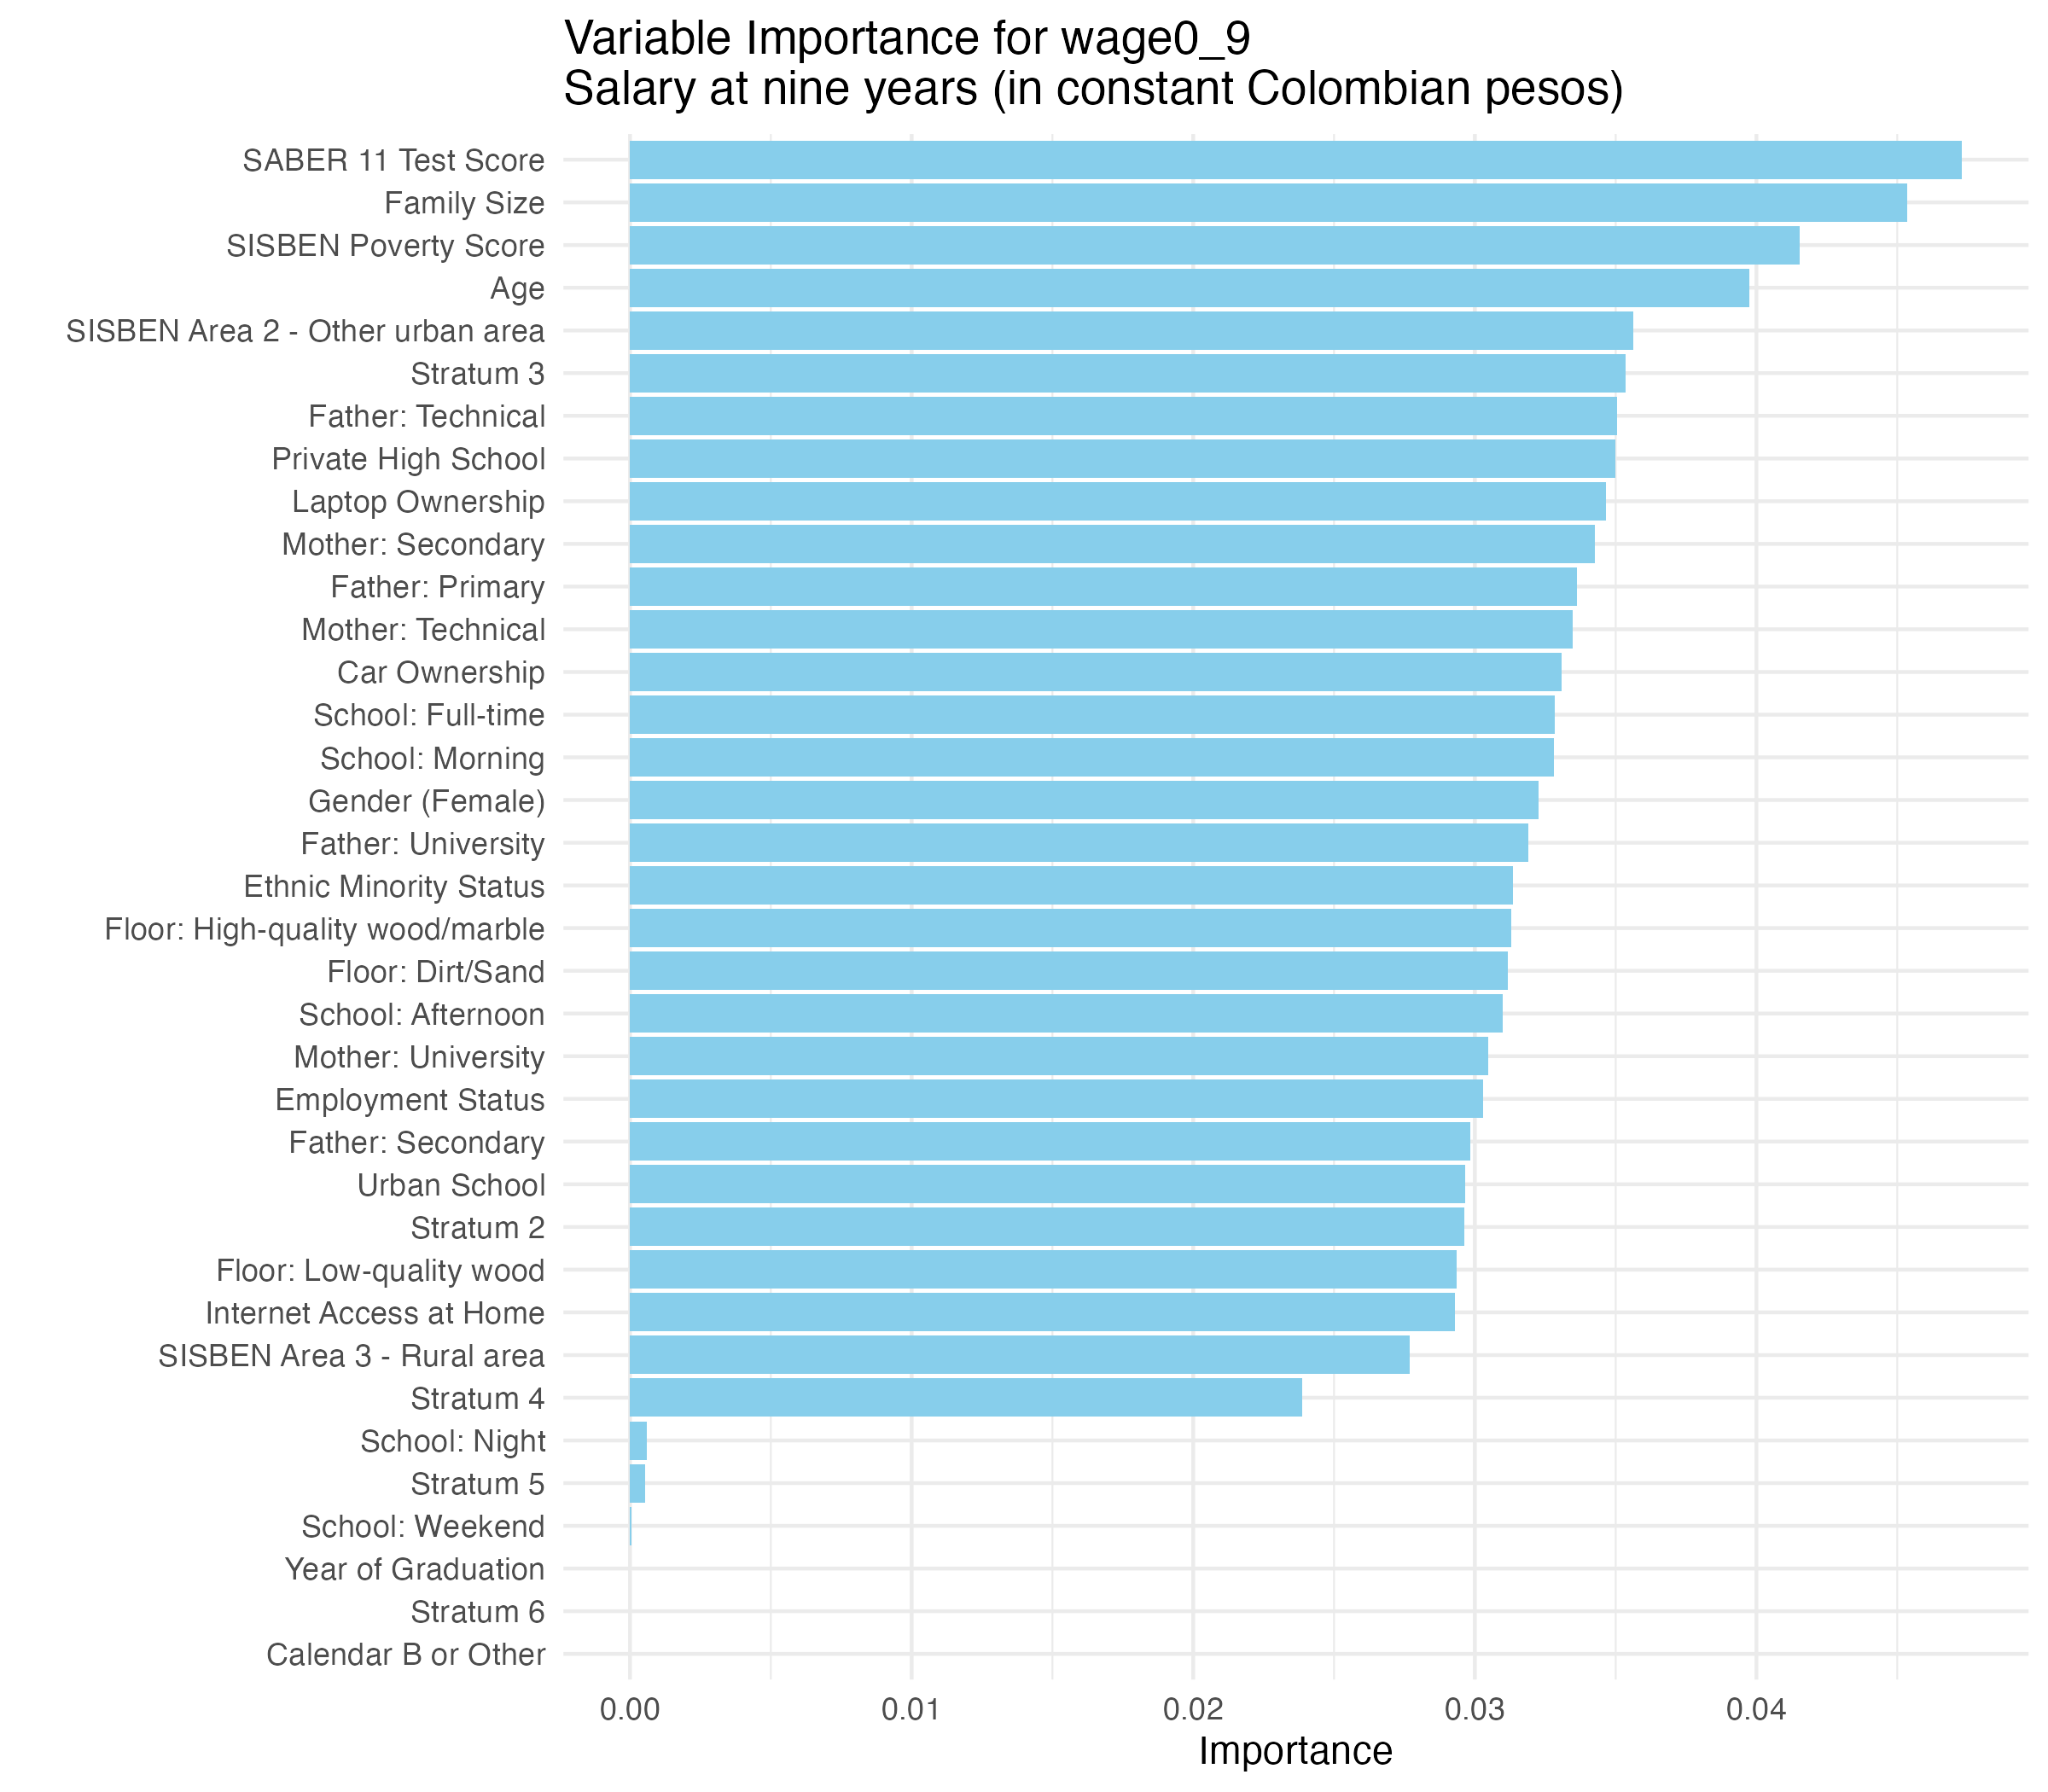 Variable Importance for wage0_9
Salary at nine years (in constant Colombian pesos)
SABER 11 Test Score
Family Size
SISBEN Poverty Score
Age
SISBEN Area 2 - Other urban area
Stratum 3
Father: Technical
Private High School
Laptop Ownership
Mother: Secondary
Father: Primary
Mother: Technical
Car Ownership
School: Full-time
School: Morning
Gender (Female)
Father: University
Ethnic Minority Status
Floor: High-quality wood/marble
Floor: Dirt/Sand
School: Afternoon
Mother: University
Employment Status
Father: Secondary
Urban School
Stratum 2
Floor: Low-quality wood
Internet Access at Home
SISBEN Area 3 - Rural area
Stratum 4
School: Night
Stratum 5
School: Weekend
Year of Graduation
Stratum 6
Calendar B or Other
0.00 0.01 0.02 0.03 0.04
Importance